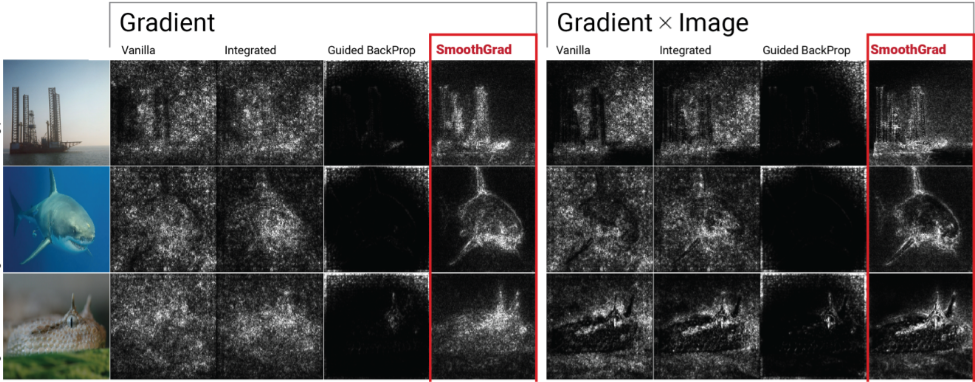 Gradient
Gradient × Image
Vanilla
Integrated
Guided BackProp
SmoothGrad
Vanilla
Integrated
Guided BackProp
SmoothGrad